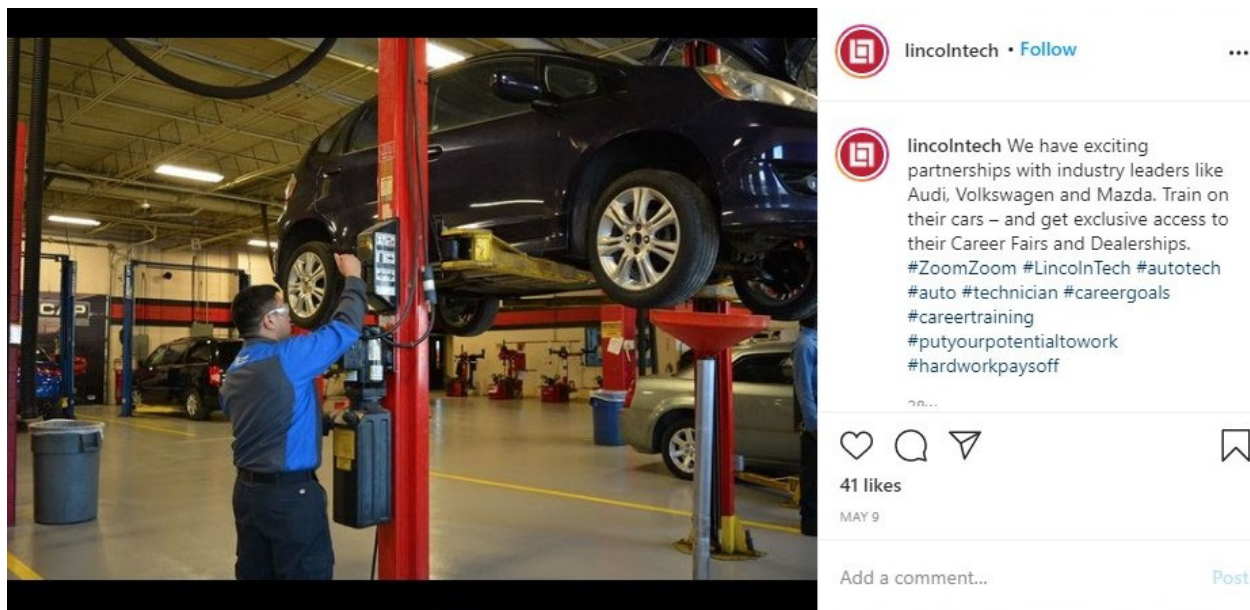 lincolntech • Follow
lincolntech We have exciting
partnerships with industry leaders like
Audi, Volkswagen and Mazda. Train on
their cars – and get exclusive access to
their Career Fairs and Dealerships.
#ZoomZoom #LincolnTech #autotech
#auto #technician #careergoals
#careertraining
#putyourpotentialtowork
#hardworkpaysoff
41 likes
MAY 9
Add a comment...
Post